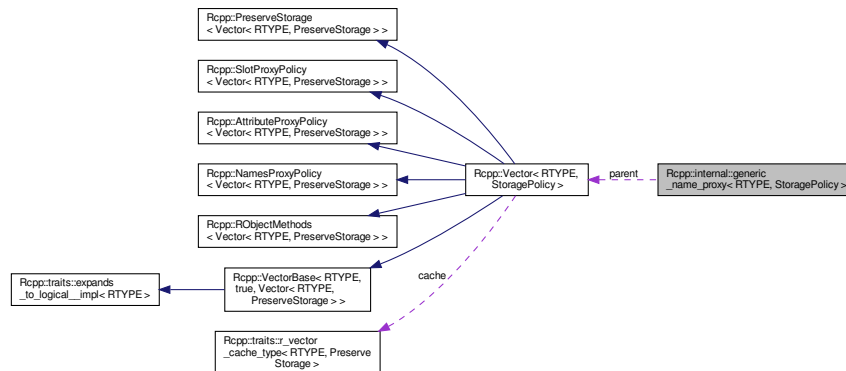 Rcpp::PreserveStorage
< Vector< RTYPE, PreserveStorage > >
Rcpp::SlotProxyPolicy
< Vector< RTYPE, PreserveStorage > >
Rcpp::AttributeProxyPolicy
< Vector< RTYPE, PreserveStorage > >
Rcpp::NamesProxyPolicy
< Vector< RTYPE, PreserveStorage > >
Rcpp::RObjectMethods
< Vector< RTYPE, PreserveStorage > >
Rcpp::traits::expands
_to_logical__impl< RTYPE >
Rcpp::VectorBase< RTYPE,
true, Vector< RTYPE,
PreserveStorage > >
Rcpp::traits::r_vector
_cache_type< RTYPE, Preserve
Storage >
cache
Rcpp::Vector< RTYPE,
StoragePolicy >
parent
Rcpp::internal::generic
_name_proxy< RTYPE, StoragePolicy >